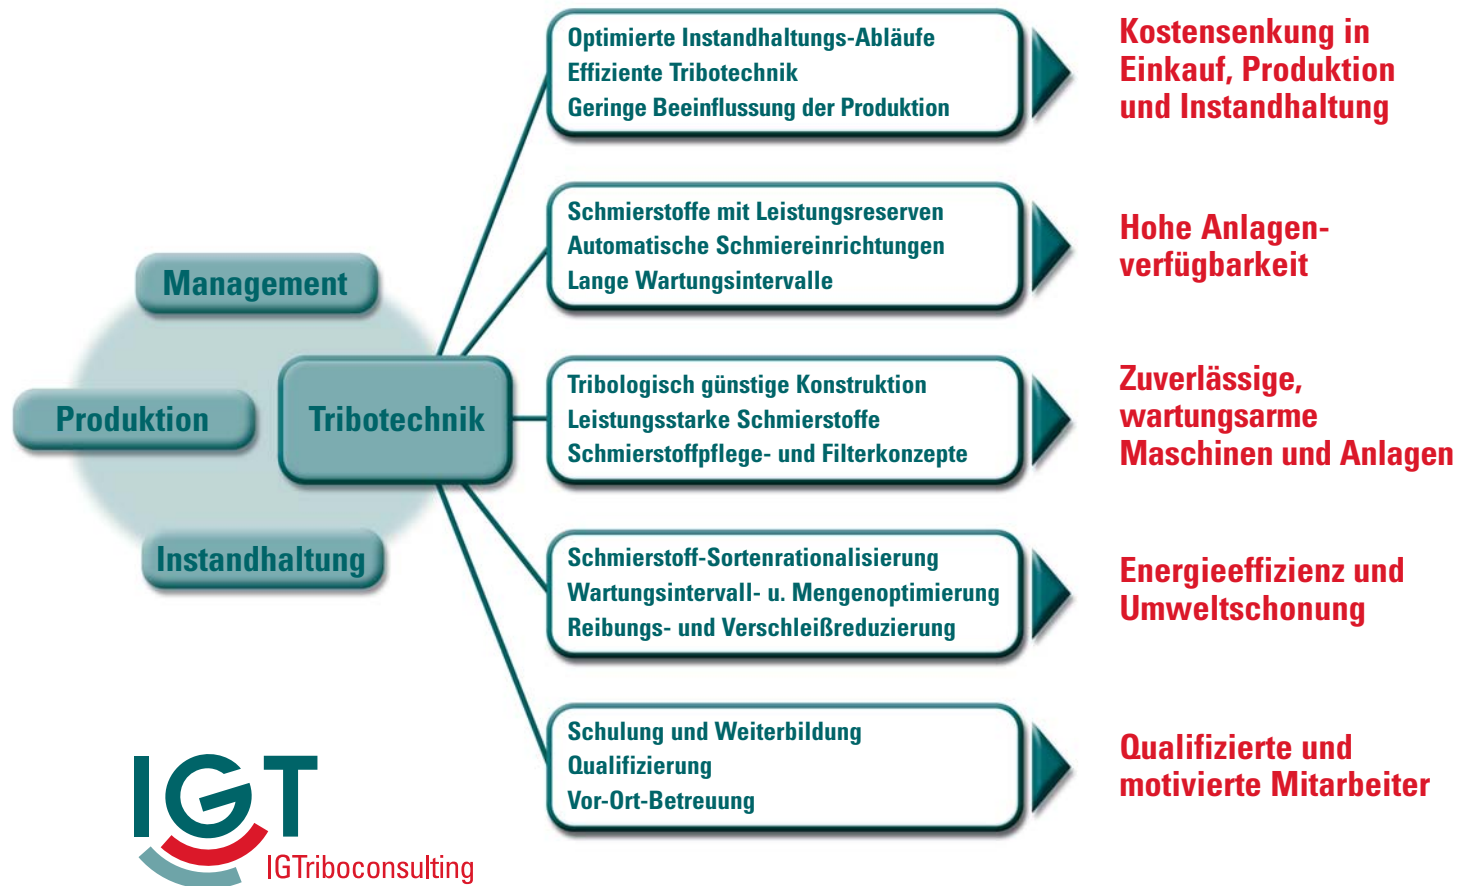 Optimierte Instandhaltungs-Abläufe
Effiziente Tribotechnik
Geringe Beeinflussung der Produktion
Kostensenkung in
Einkauf, Produktion
und Instandhaltung
Schmierstoffe mit Leistungsreserven
Automatische Schmiereinrichtungen
Lange Wartungsintervalle
Hohe Anlagen-
verfügbarkeit
Management
Produktion
Tribotechnik
Instandhaltung
Tribologisch günstige Konstruktion
Leistungsstarke Schmierstoffe
Schmierstoffpflege- und Filterkonzepte
Zuverlässige,
wartungsarme
Maschinen und Anlagen
Schmierstoff-Sortenrationalisierung
Wartungsintervall- u. Mengenoptimierung
Reibungs- und Verschleißreduzierung
Energieeffizienz und
Umweltschonung
Schulung und Weiterbildung
Qualifizierung
Vor-Ort-Betreuung
Qualifizierte und
motivierte Mitarbeiter
IGT
IGTriboconsulting